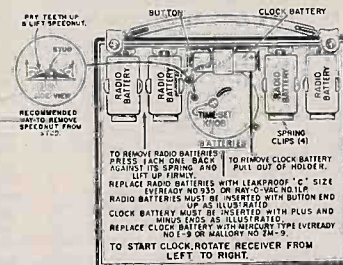 PRY TEETH UP
& LIFT SPEEDNUT.
STUD
SIDE VIEW
RECOMMENDED
WAY TO REMOVE
SPEEDNUT FROM
STUD.
BUTTON
CLOCK BATTERY
RADIO
BATTERY
RADIO
BATTERY
RADIO
BATTERY
RADIO
BATTERY
TIME-SET
KNOB
BATTERIES
SPRING
CLIPS (4)
TO REMOVE RADIO BATTERIES
PRESS EACH ONE BACK
AGAINST ITS SPRING AND
LIFT UP FIRMLY.
TO REMOVE CLOCK BATTERY
PULL OUT OF HOLDER.
REPLACE RADIO BATTERIES WITH LEAKPROOF "C" SIZE
EVEREADY NO 935 OR RAY-O-VAC NO.1LP
RADIO BATTERIES MUST BE INSERTED WITH BUTTON END
UP AS ILLUSTRATED
CLOCK BATTERY MUST BE INSERTED WITH PLUS AND
MINUS ENDS AS ILLUSTRATED.
REPLACE CLOCK BATTERY WITH MERCURY TYPE EVEREADY
NO E-9 OR MALLORY NO ZM-9.
TO START CLOCK, ROTATE RECEIVER FROM
LEFT TO RIGHT.